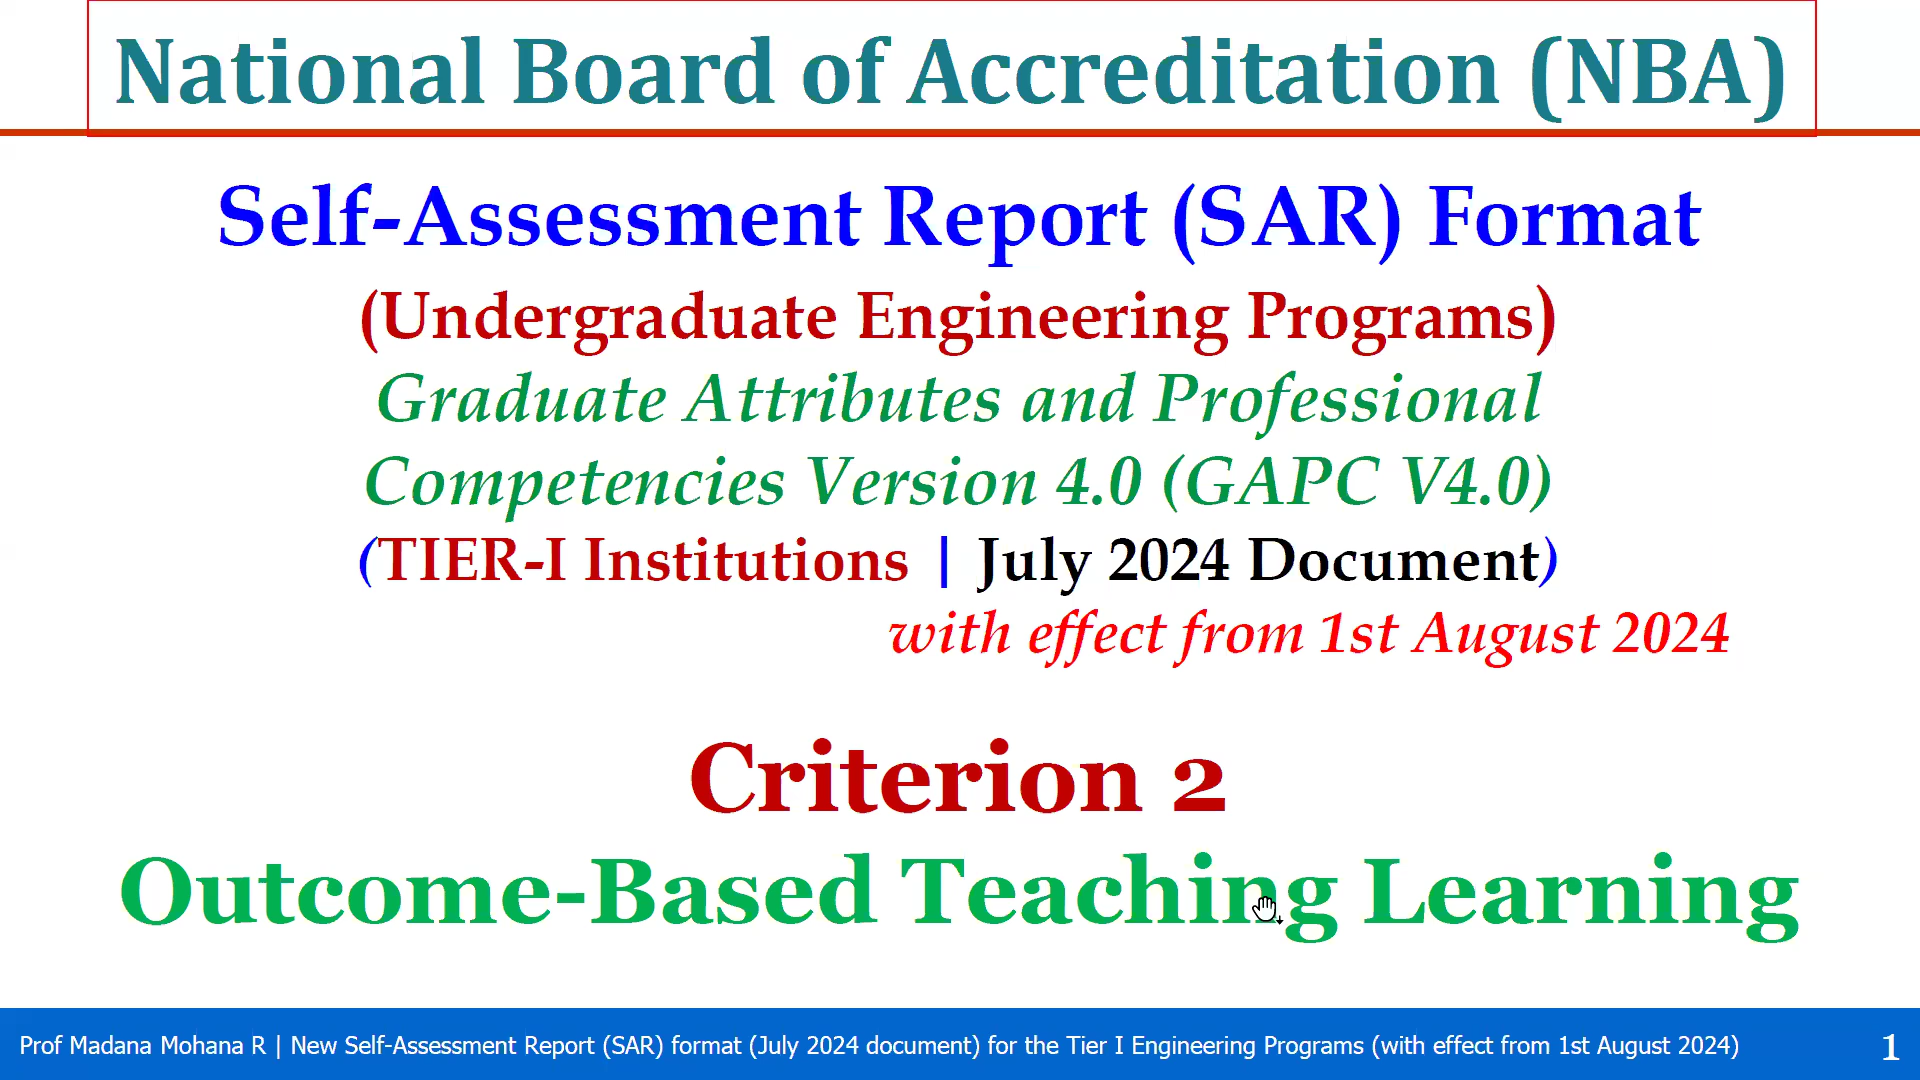 National Board of Accreditation (NBA)
Self-Assessment Report (SAR) Format
(Undergraduate Engineering Programs)
Graduate Attributes and Professional
Competencies Version 4.0 (GAPC V4.0)
(TIER-I Institutions | July 2024 Document)
with effect from 1st August 2024
Criterion 2
Outcome-Based Teaching Learning
Prof Madana Mohana R | New Self-Assessment Report (SAR) format (July 2024 document) for the Tier I Engineering Programs (with effect from 1st August 2024) 1